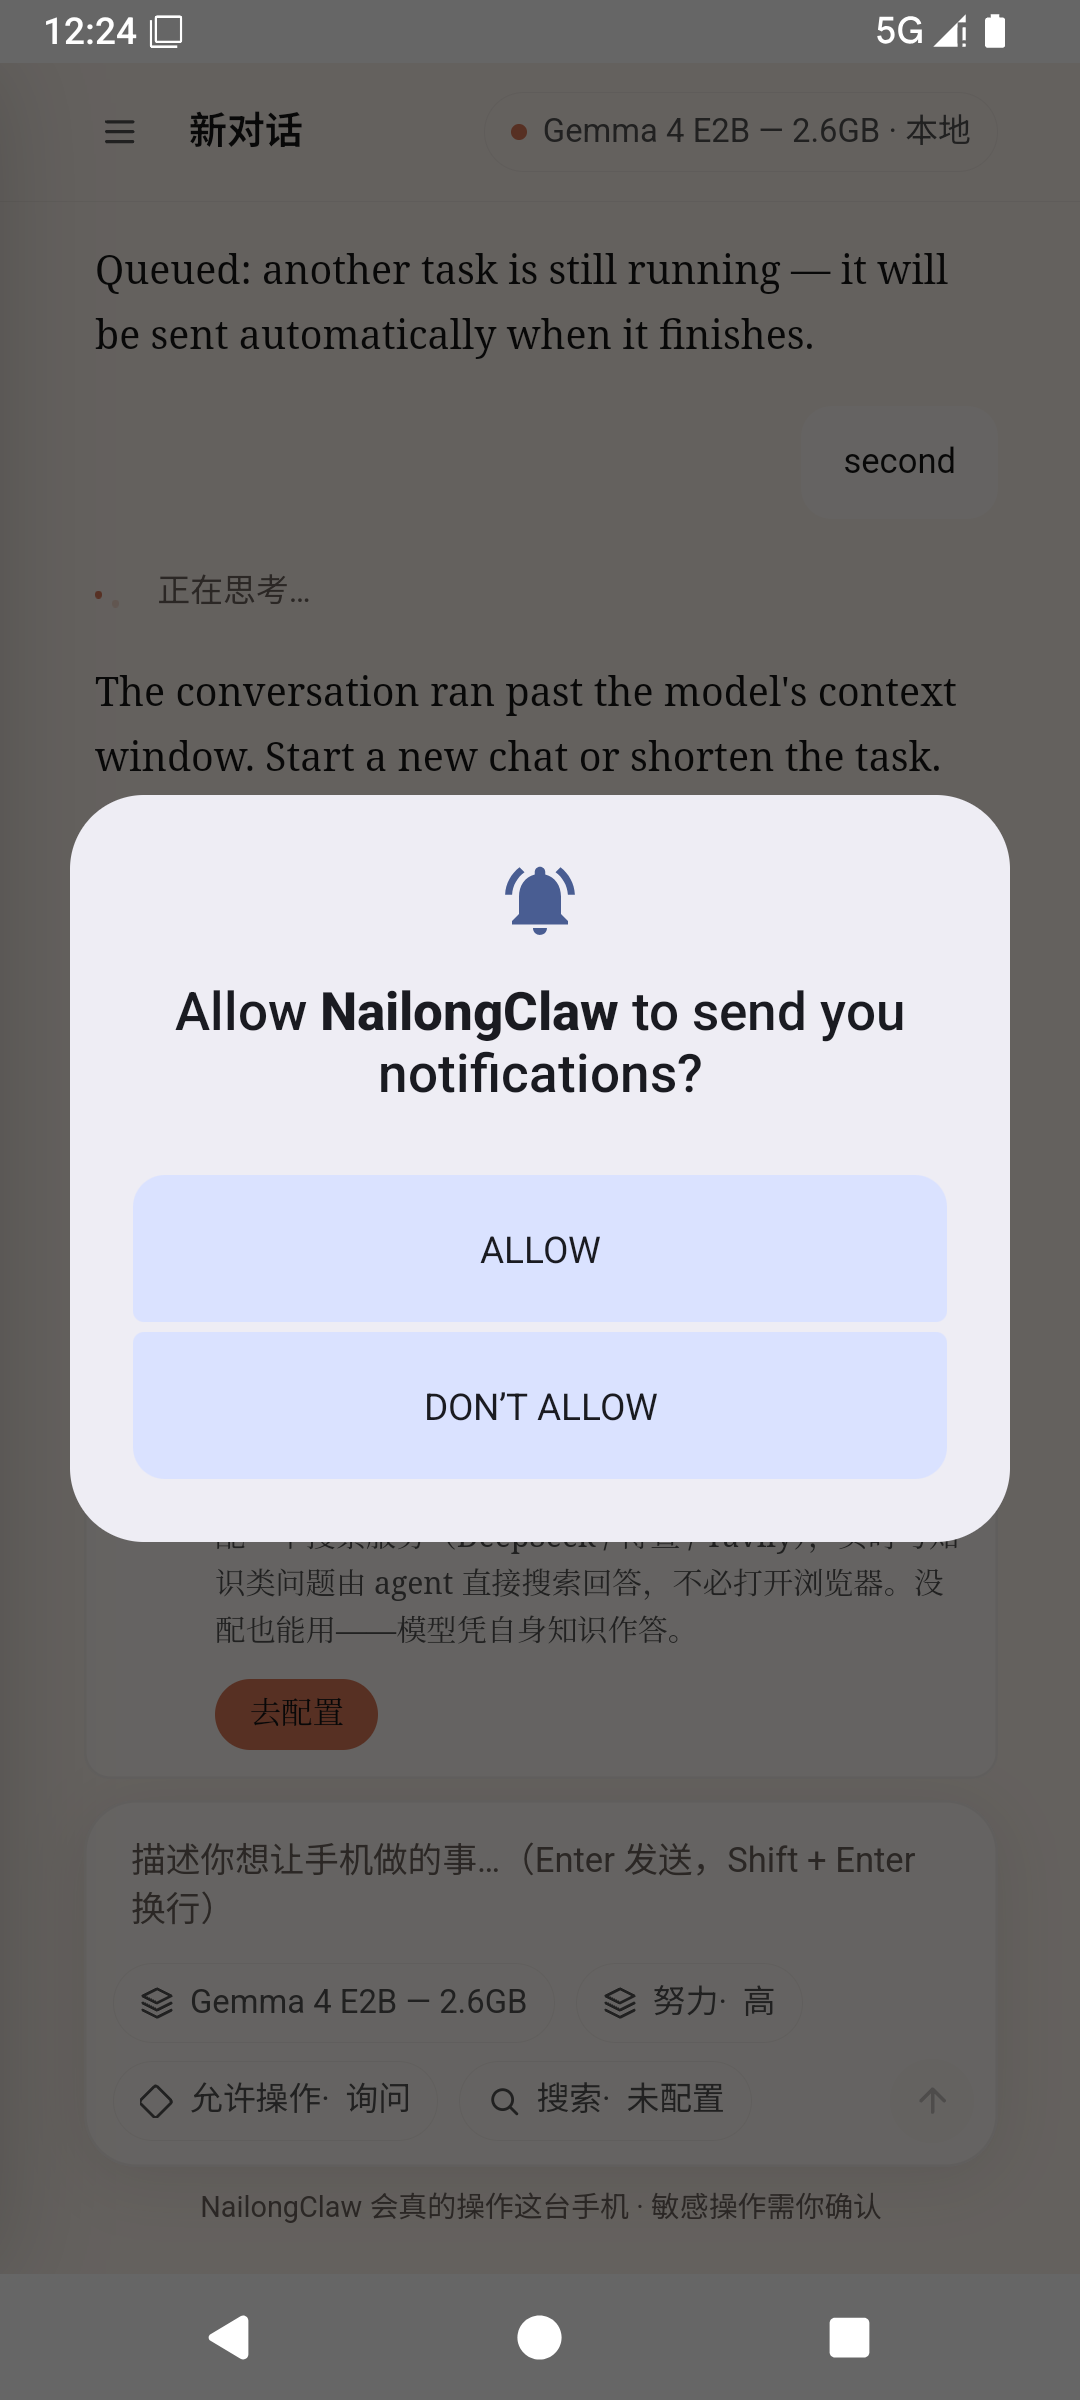 12:24
5G
新对话
Gemma 4 E2B — 2.6GB · 本地
Queued: another task is still running — it will
be sent automatically when it finishes.
second
正在思考...
The conversation ran past the model's context
window. Start a new chat or shorten the task.
Allow NailongClaw to send you
notifications?
ALLOW
DON’T ALLOW
识类问题由 agent 直接搜索回答，不必打开浏览器。没
配也能用——模型凭自身知识作答。
去配置
描述你想让手机做的事...（Enter 发送，Shift + Enter
换行）
Gemma 4 E2B — 2.6GB
努力· 高
允许操作· 询问
搜索· 未配置
NailongClaw 会真的操作这台手机 · 敏感操作需你确认